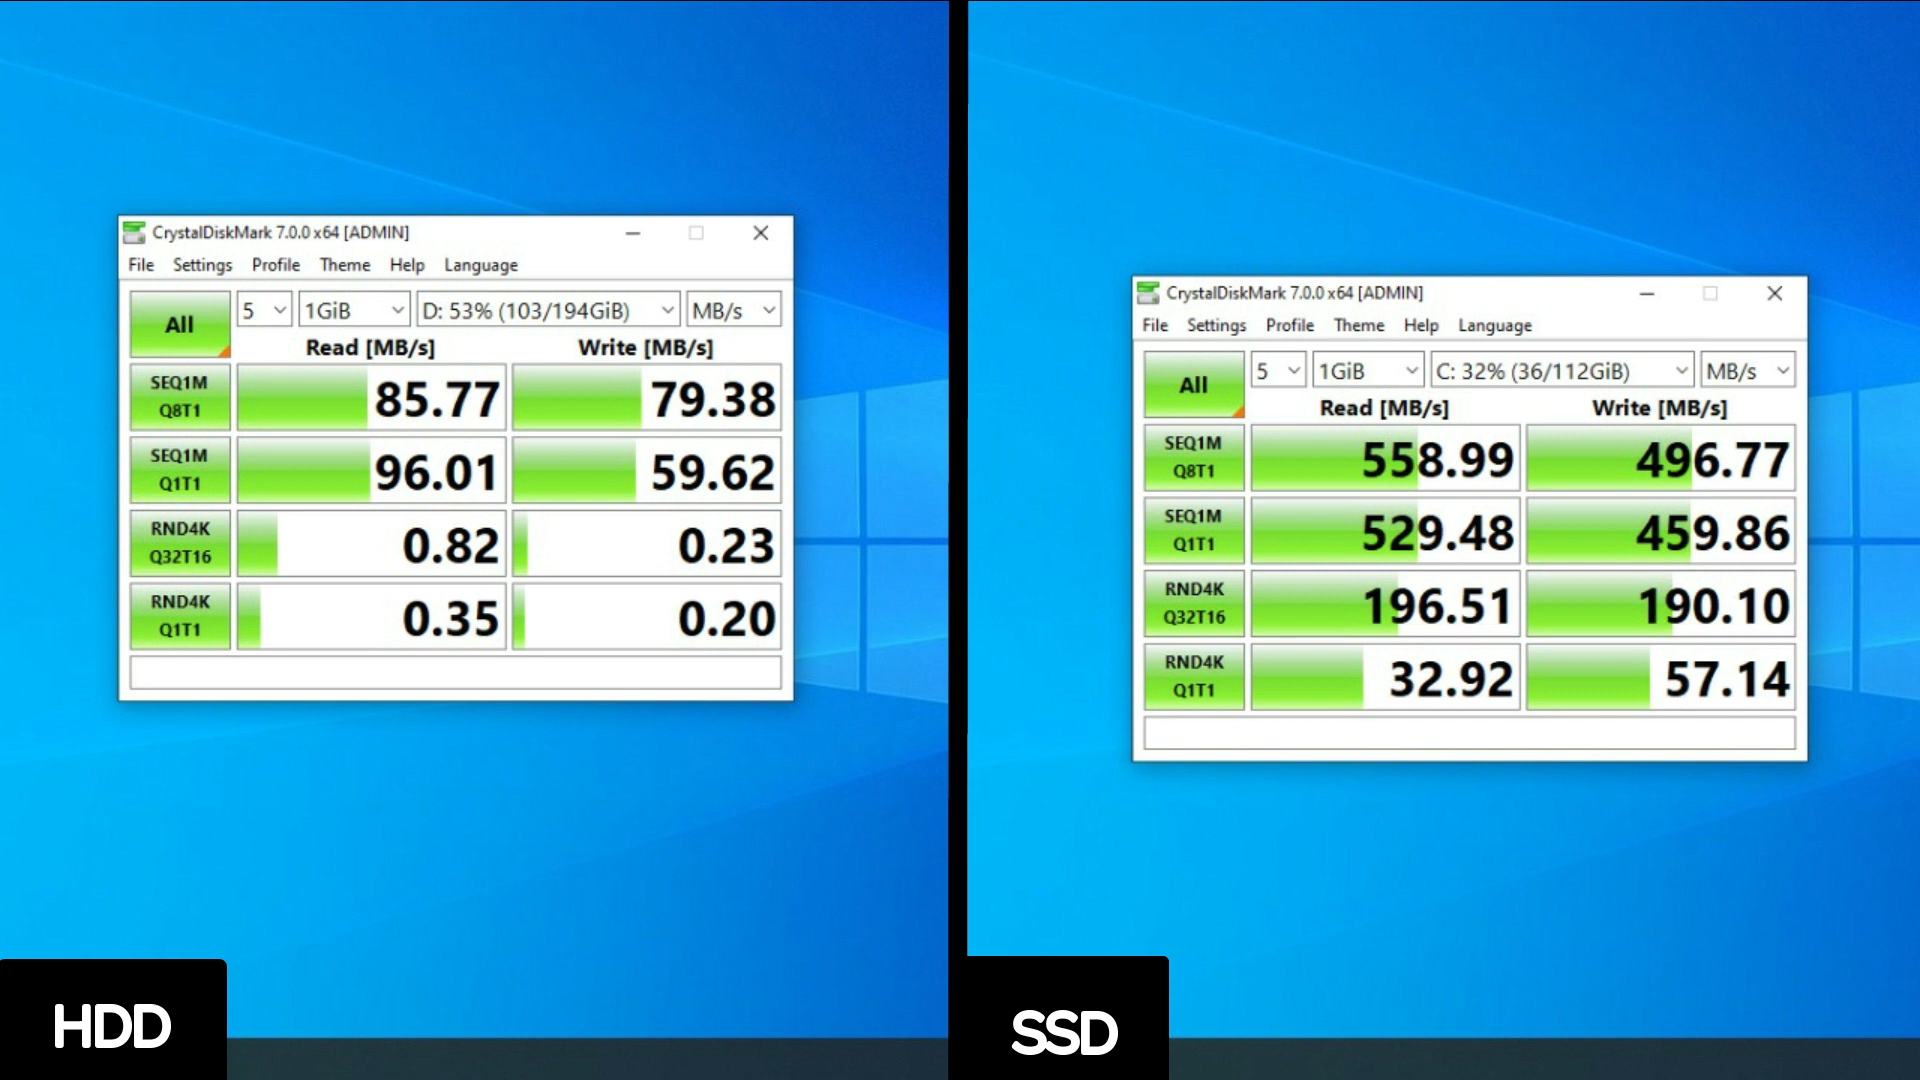 CrystalDiskMark 7.0.0 x64 [ADMIN]
File Settings Profile Theme Help Language
All 5 1GiB D: 53% (103/194GiB) MB/s
Read [MB/s] Write [MB/s]
SEQ1M
Q8T1
85.77 79.38
SEQ1M
Q1T1
96.01 59.62
RND4K
Q32T16
0.82 0.23
RND4K
Q1T1
0.35 0.20
HDD
CrystalDiskMark 7.0.0 x64 [ADMIN]
File Settings Profile Theme Help Language
All 5 1GiB C: 32% (36/112GiB) MB/s
Read [MB/s] Write [MB/s]
SEQ1M
Q8T1
558.99 496.77
SEQ1M
Q1T1
529.48 459.86
RND4K
Q32T16
196.51 190.10
RND4K
Q1T1
32.92 57.14
SSD